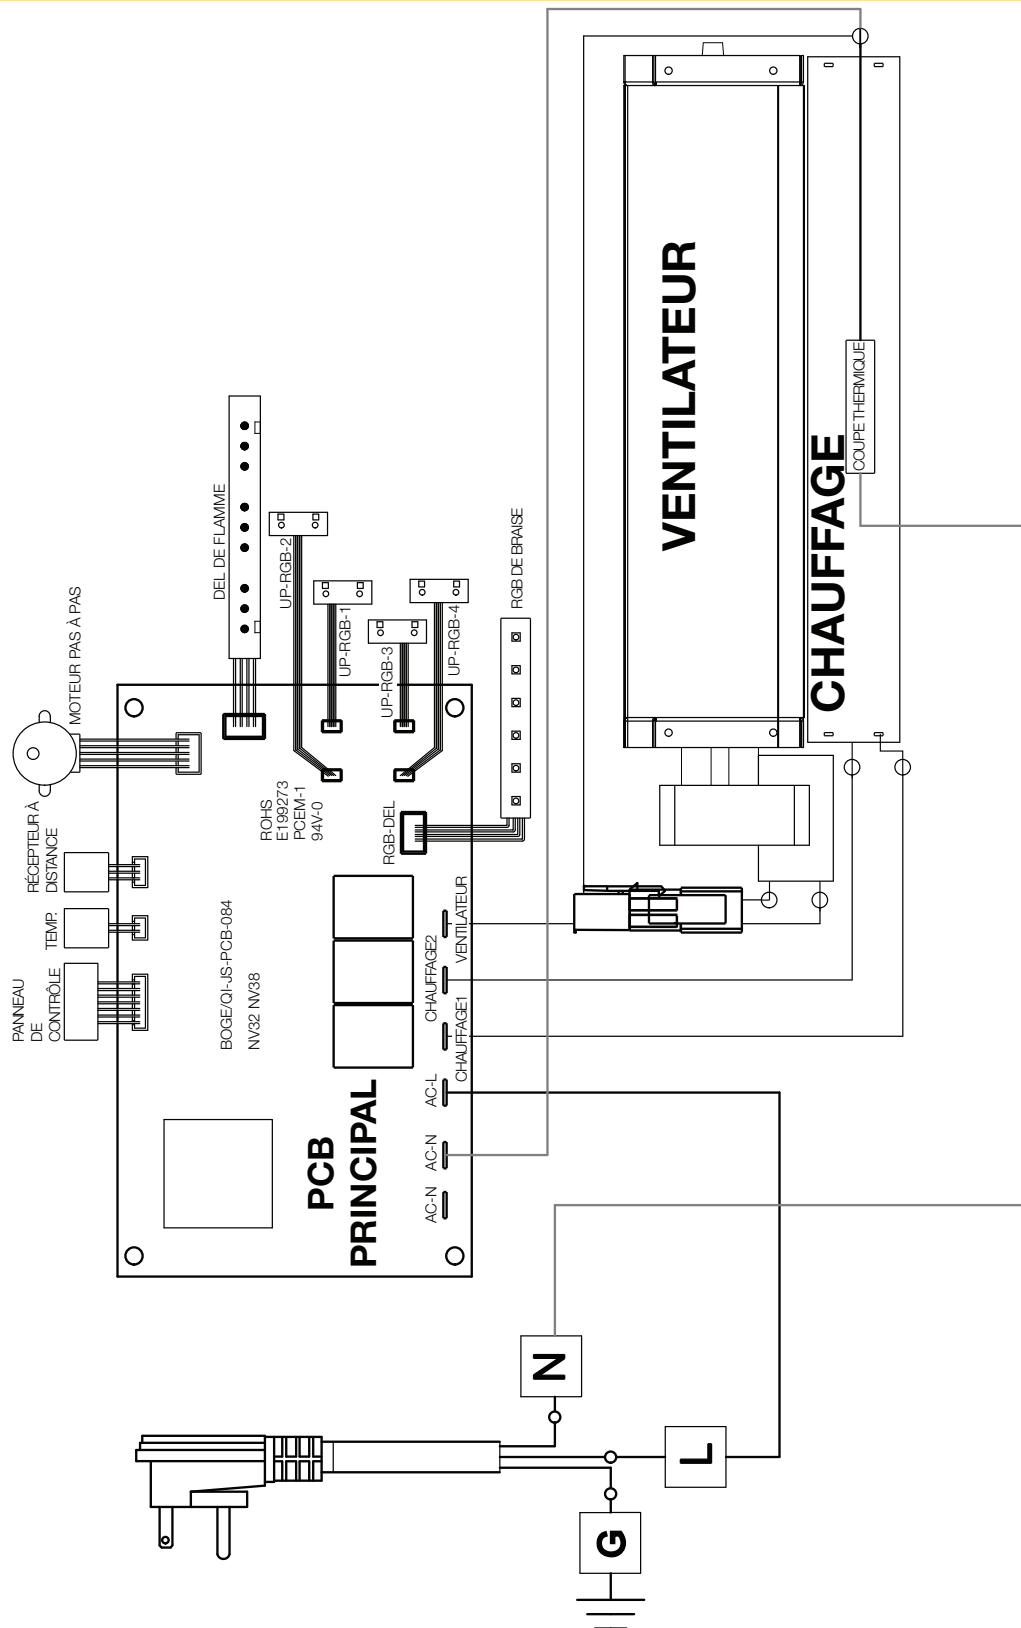 MOTEUR PAS À PAS
DEL DE FLAMME
UP-RGB-2
UP-RGB-1
UP-RGB-3
UP-RGB-4
RGB DE BRAISE
RÉCEPTEUR À
DISTANCE
TEMP.
PANNEAU
DE
CONTRÔLE
ROHS
E199273
PCEM-1
94V-0
RGB-DEL
BOGE/QI-JS-PCB-084
NV32 NV38
VENTILATEUR
CHAUFFAGE2
CHAUFFAGE1
AC-L
AC-N
AC-N
PCB
PRINCIPAL
VENTILATEUR
CHAUFFAGE
COUPE THERMIQUE
N
L
G